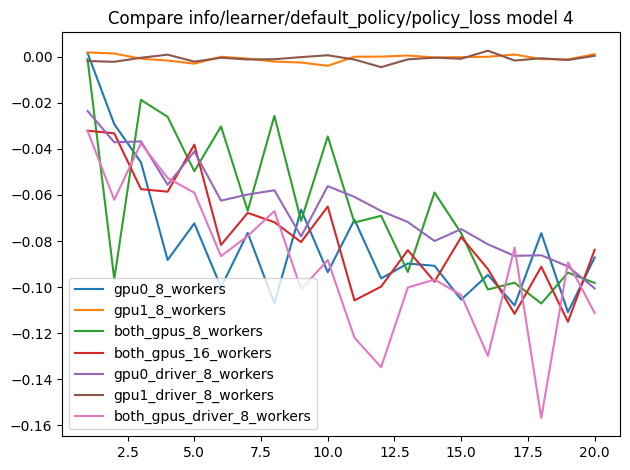 Compare info/learner/default_policy/policy_loss model 4
0.00
−0.02
−0.04
−0.06
−0.08
−0.10
−0.12
−0.14
−0.16
gpu0_8_workers
gpu1_8_workers
both_gpus_8_workers
both_gpus_16_workers
gpu0_driver_8_workers
gpu1_driver_8_workers
both_gpus_driver_8_workers
2.5 5.0 7.5 10.0 12.5 15.0 17.5 20.0